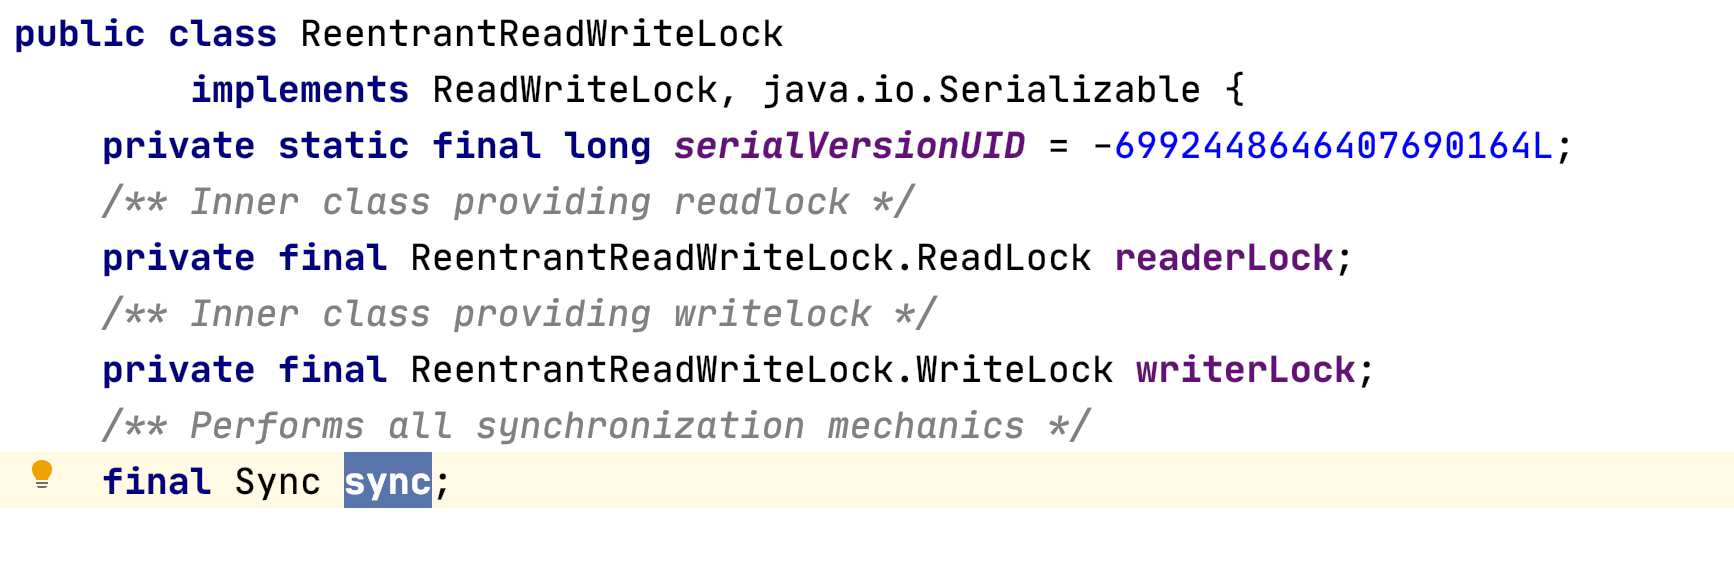 public class ReentrantReadWriteLock
implements ReadWriteLock, java.io.Serializable {
private static final long serialVersionUID = -6992448646407690164L;
/** Inner class providing readlock */
private final ReentrantReadWriteLock.ReadLock readerLock;
/** Inner class providing writelock */
private final ReentrantReadWriteLock.WriteLock writerLock;
/** Performs all synchronization mechanics */
final Sync sync;